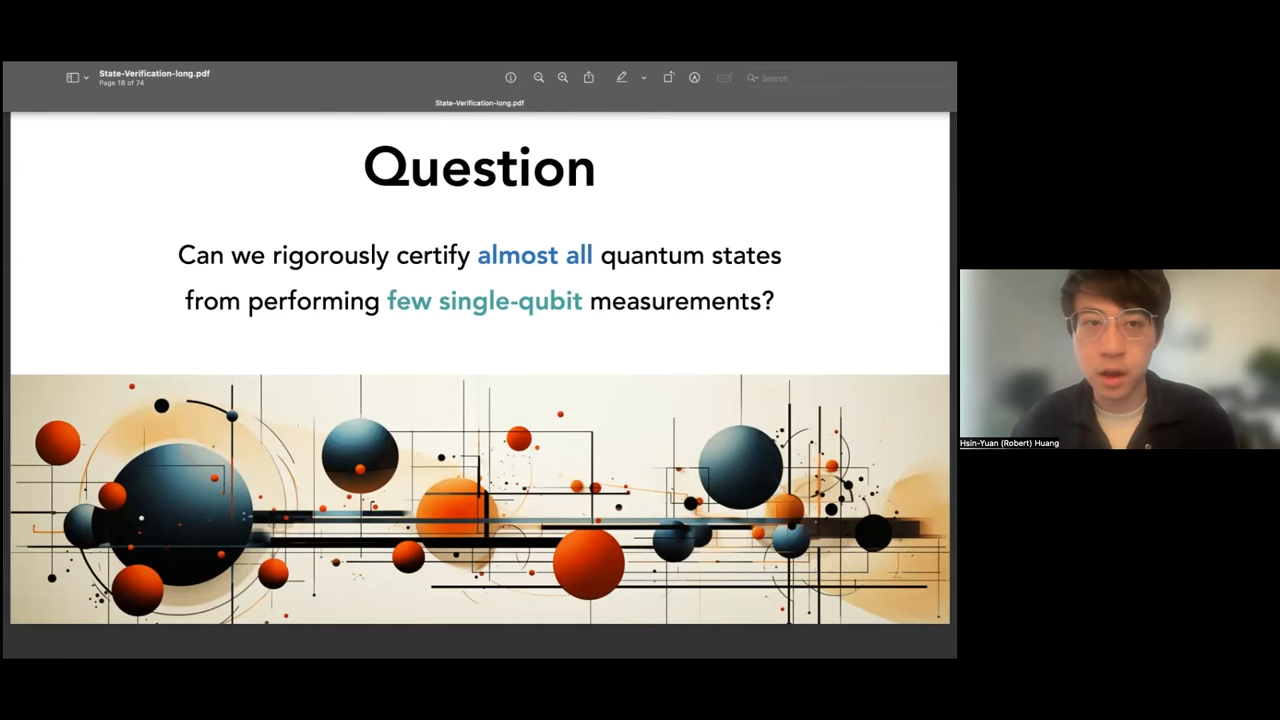 State-Verification-long.pdf
Page 18 of 74
Search
State-Verification-long.pdf
Question
Can we rigorously certify almost all quantum states
from performing few single-qubit measurements?
Hsin-Yuan (Robert) Huang